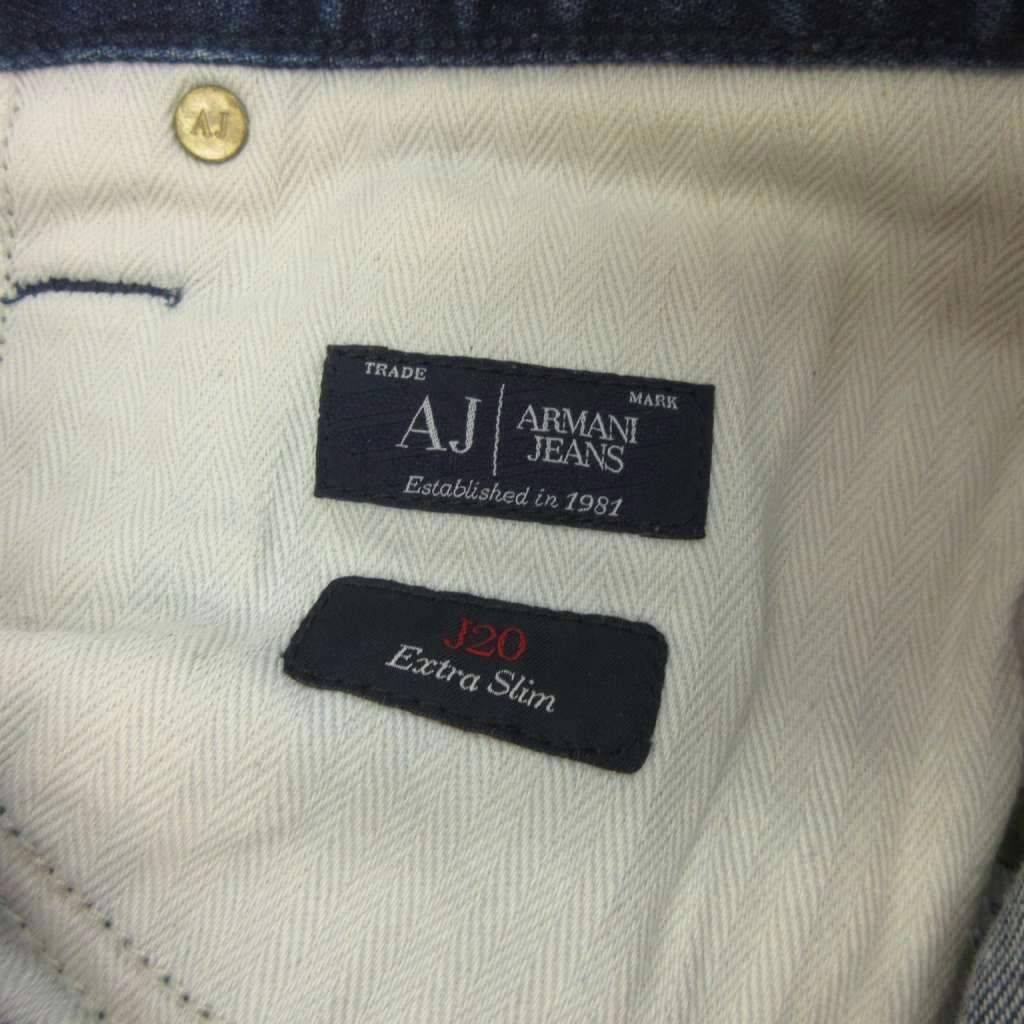 AJ
TRADE MARK
AJ ARMANI
JEANS
Established in 1981
J20
Extra Slim